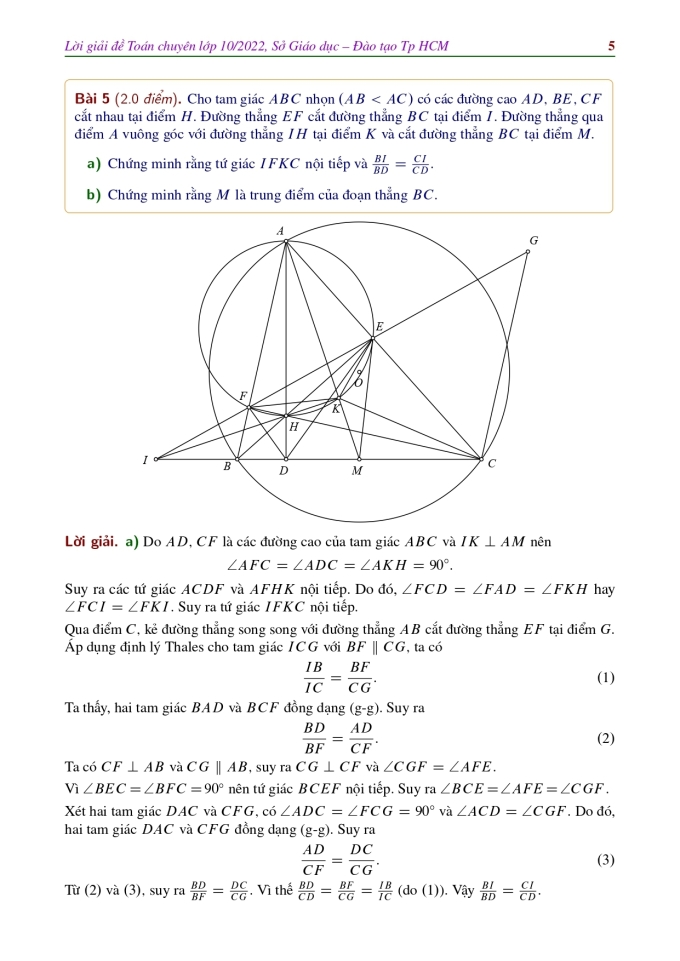 Lời giải đề Toán chuyên lớp 10/2022, Sở Giáo dục – Đào tạo Tp HCM 5
Bài 5 (2.0 điểm). Cho tam giác ABC nhọn (AB < AC) có các đường cao AD, BE, CF
cắt nhau tại điểm H. Đường thẳng EF cắt đường thẳng BC tại điểm I. Đường thẳng qua
điểm A vuông góc với đường thẳng IH tại điểm K và cắt đường thẳng BC tại điểm M.
a) Chứng minh rằng tứ giác IFKC nội tiếp và BI/BD = CI/CD.
b) Chứng minh rằng M là trung điểm của đoạn thẳng BC.
A
G
E
O
F
K
H
I
B
D
M
C
Lời giải. a) Do AD, CF là các đường cao của tam giác ABC và IK ⊥ AM nên
∠AFC = ∠ADC = ∠AKH = 90°.
Suy ra các tứ giác ACDF và AFHK nội tiếp. Do đó, ∠FCD = ∠FAD = ∠FKH hay
∠FCI = ∠FKI. Suy ra tứ giác IFKC nội tiếp.
Qua điểm C, kẻ đường thẳng song song với đường thẳng AB cắt đường thẳng EF tại điểm G.
Áp dụng định lý Thales cho tam giác ICG với BF ∥ CG, ta có
IB/IC = BF/CG. (1)
Ta thấy, hai tam giác BAD và BCF đồng dạng (g-g). Suy ra
BD/BF = AD/CF. (2)
Ta có CF ⊥ AB và CG ∥ AB, suy ra CG ⊥ CF và ∠CGF = ∠AFE.
Vì ∠BEC = ∠BFC = 90° nên tứ giác BCEF nội tiếp. Suy ra ∠BCE = ∠AFE = ∠CGF.
Xét hai tam giác DAC và CFG, có ∠ADC = ∠FCG = 90° và ∠ACD = ∠CGF. Do đó,
hai tam giác DAC và CFG đồng dạng (g-g). Suy ra
AD/CF = DC/CG. (3)
Từ (2) và (3), suy ra BD/BF = DC/CG. Vì thế BD/CD = BF/CG = IB/IC (do (1)). Vậy BI/BD = CI/CD.